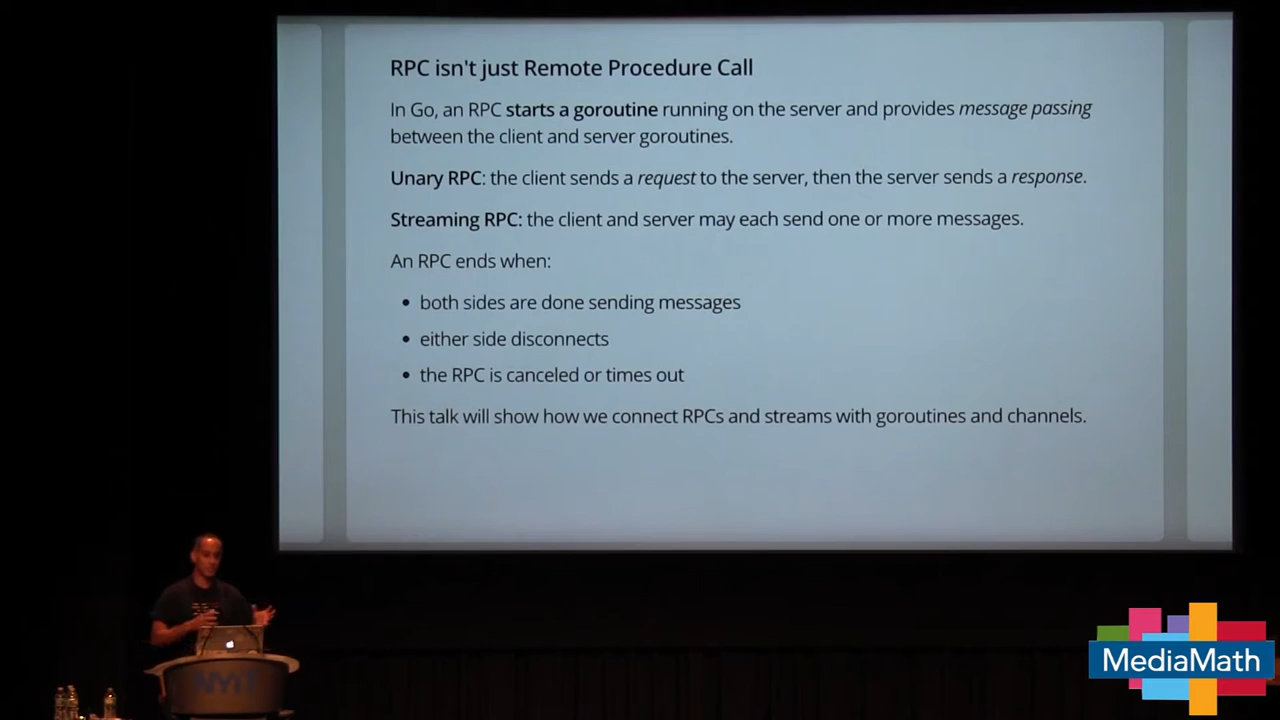 RPC isn't just Remote Procedure Call
In Go, an RPC starts a goroutine running on the server and provides message passing
between the client and server goroutines.
Unary RPC: the client sends a request to the server, then the server sends a response.
Streaming RPC: the client and server may each send one or more messages.
An RPC ends when:
• both sides are done sending messages
• either side disconnects
• the RPC is canceled or times out
This talk will show how we connect RPCs and streams with goroutines and channels.
NYIT
MediaMath